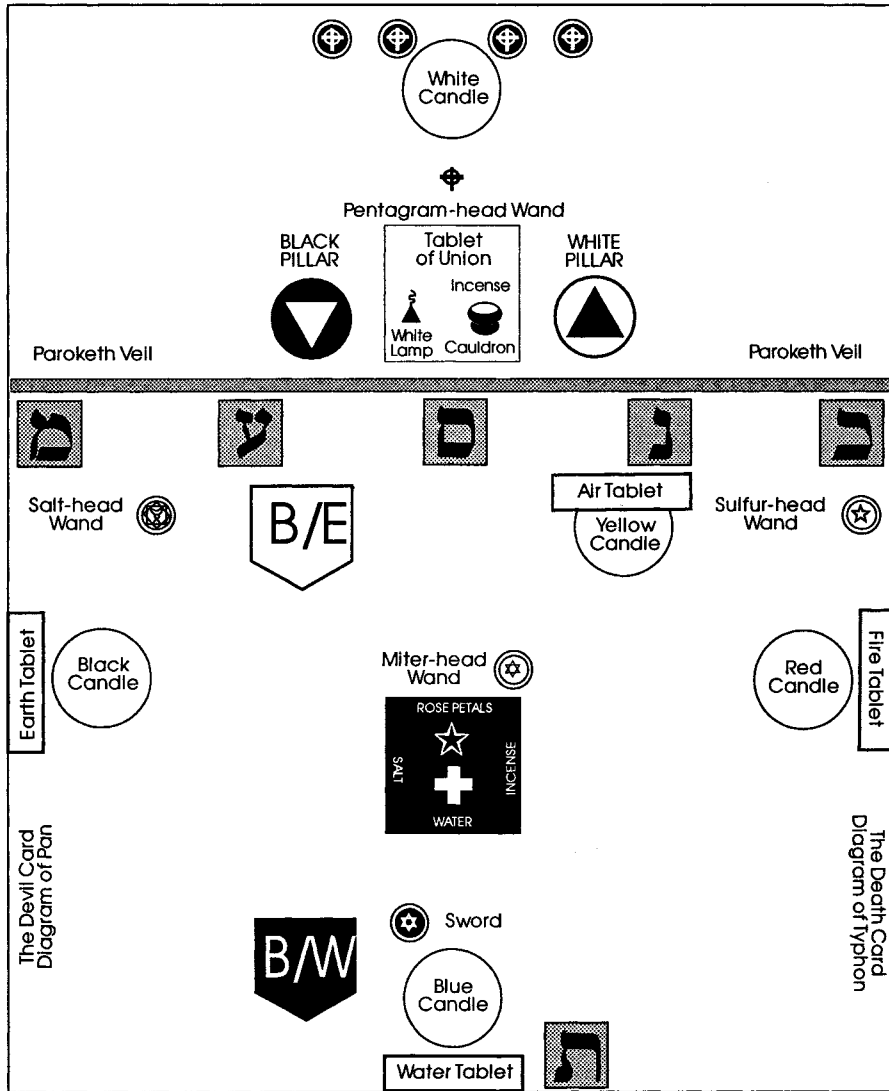 White
Candle
Pentagram-head Wand
BLACK
PILLAR
Tablet
of Union
Incense
White
Lamp
Cauldron
WHITE
PILLAR
Paroketh Veil
Paroketh Veil
מ
ע
ס
נ
כ
Salt-head
Wand
B/E
Air Tablet
Yellow
Candle
Sulfur-head
Wand
Earth Tablet
Black
Candle
Miter-head
Wand
Red
Candle
Fire Tablet
ROSE PETALS
SALT
INCENSE
WATER
The Devil Card
Diagram of Pan
The Death Card
Diagram of Typhon
B/W
Sword
Blue
Candle
Water Tablet
ת